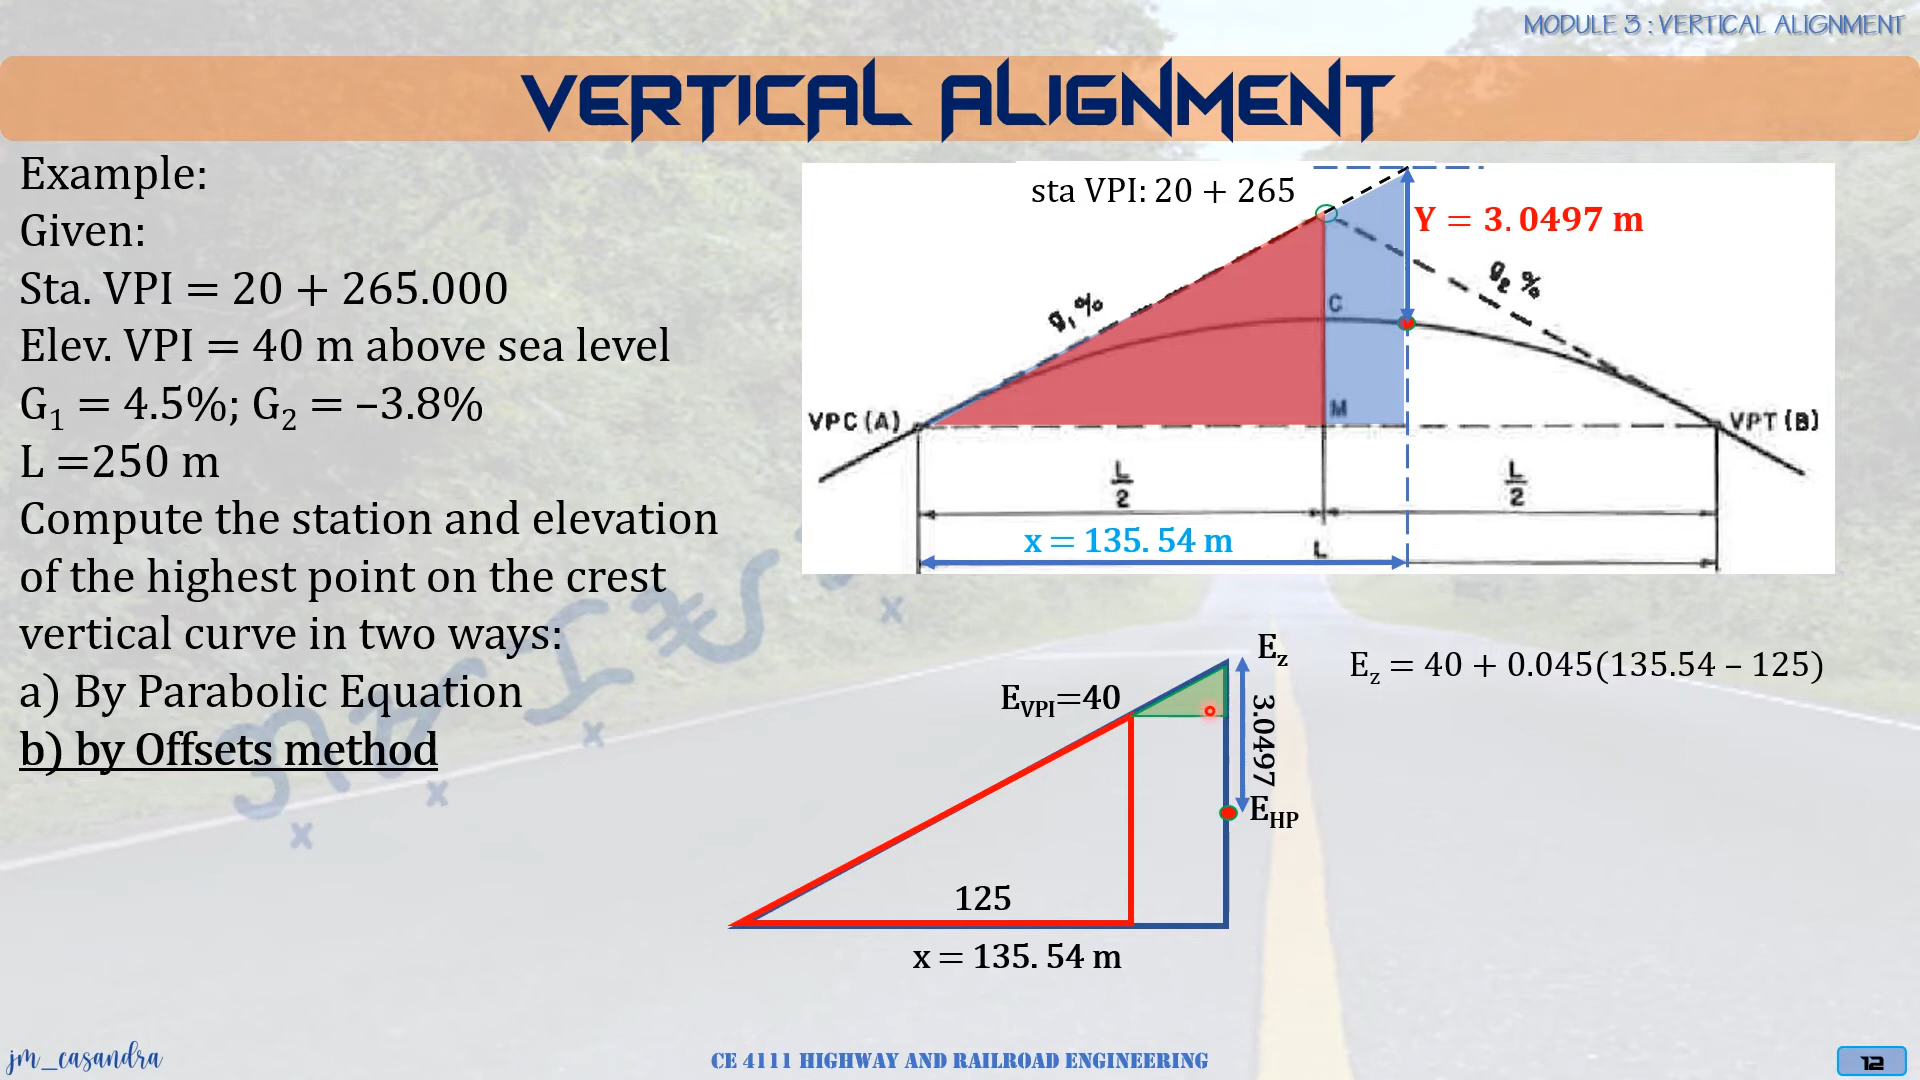 MODULE 3 : VERTICAL ALIGNMENT
VERTICAL ALIGNMENT
Example:
Given:
Sta. VPI = 20 + 265.000
Elev. VPI = 40 m above sea level
G1 = 4.5%; G2 = –3.8%
L =250 m
Compute the station and elevation
of the highest point on the crest
vertical curve in two ways:
a) By Parabolic Equation
b) by Offsets method
sta VPI: 20 + 265
Y = 3.0497 m
g1 %
g2 %
C
M
VPC (A)
VPT (B)
L/2
L/2
x = 135.54 m
L
Ez
EVPI=40
3.0497
EHP
125
x = 135.54 m
Ez = 40 + 0.045(135.54 – 125)
jm_casandra
CE 4111 HIGHWAY AND RAILROAD ENGINEERING
12